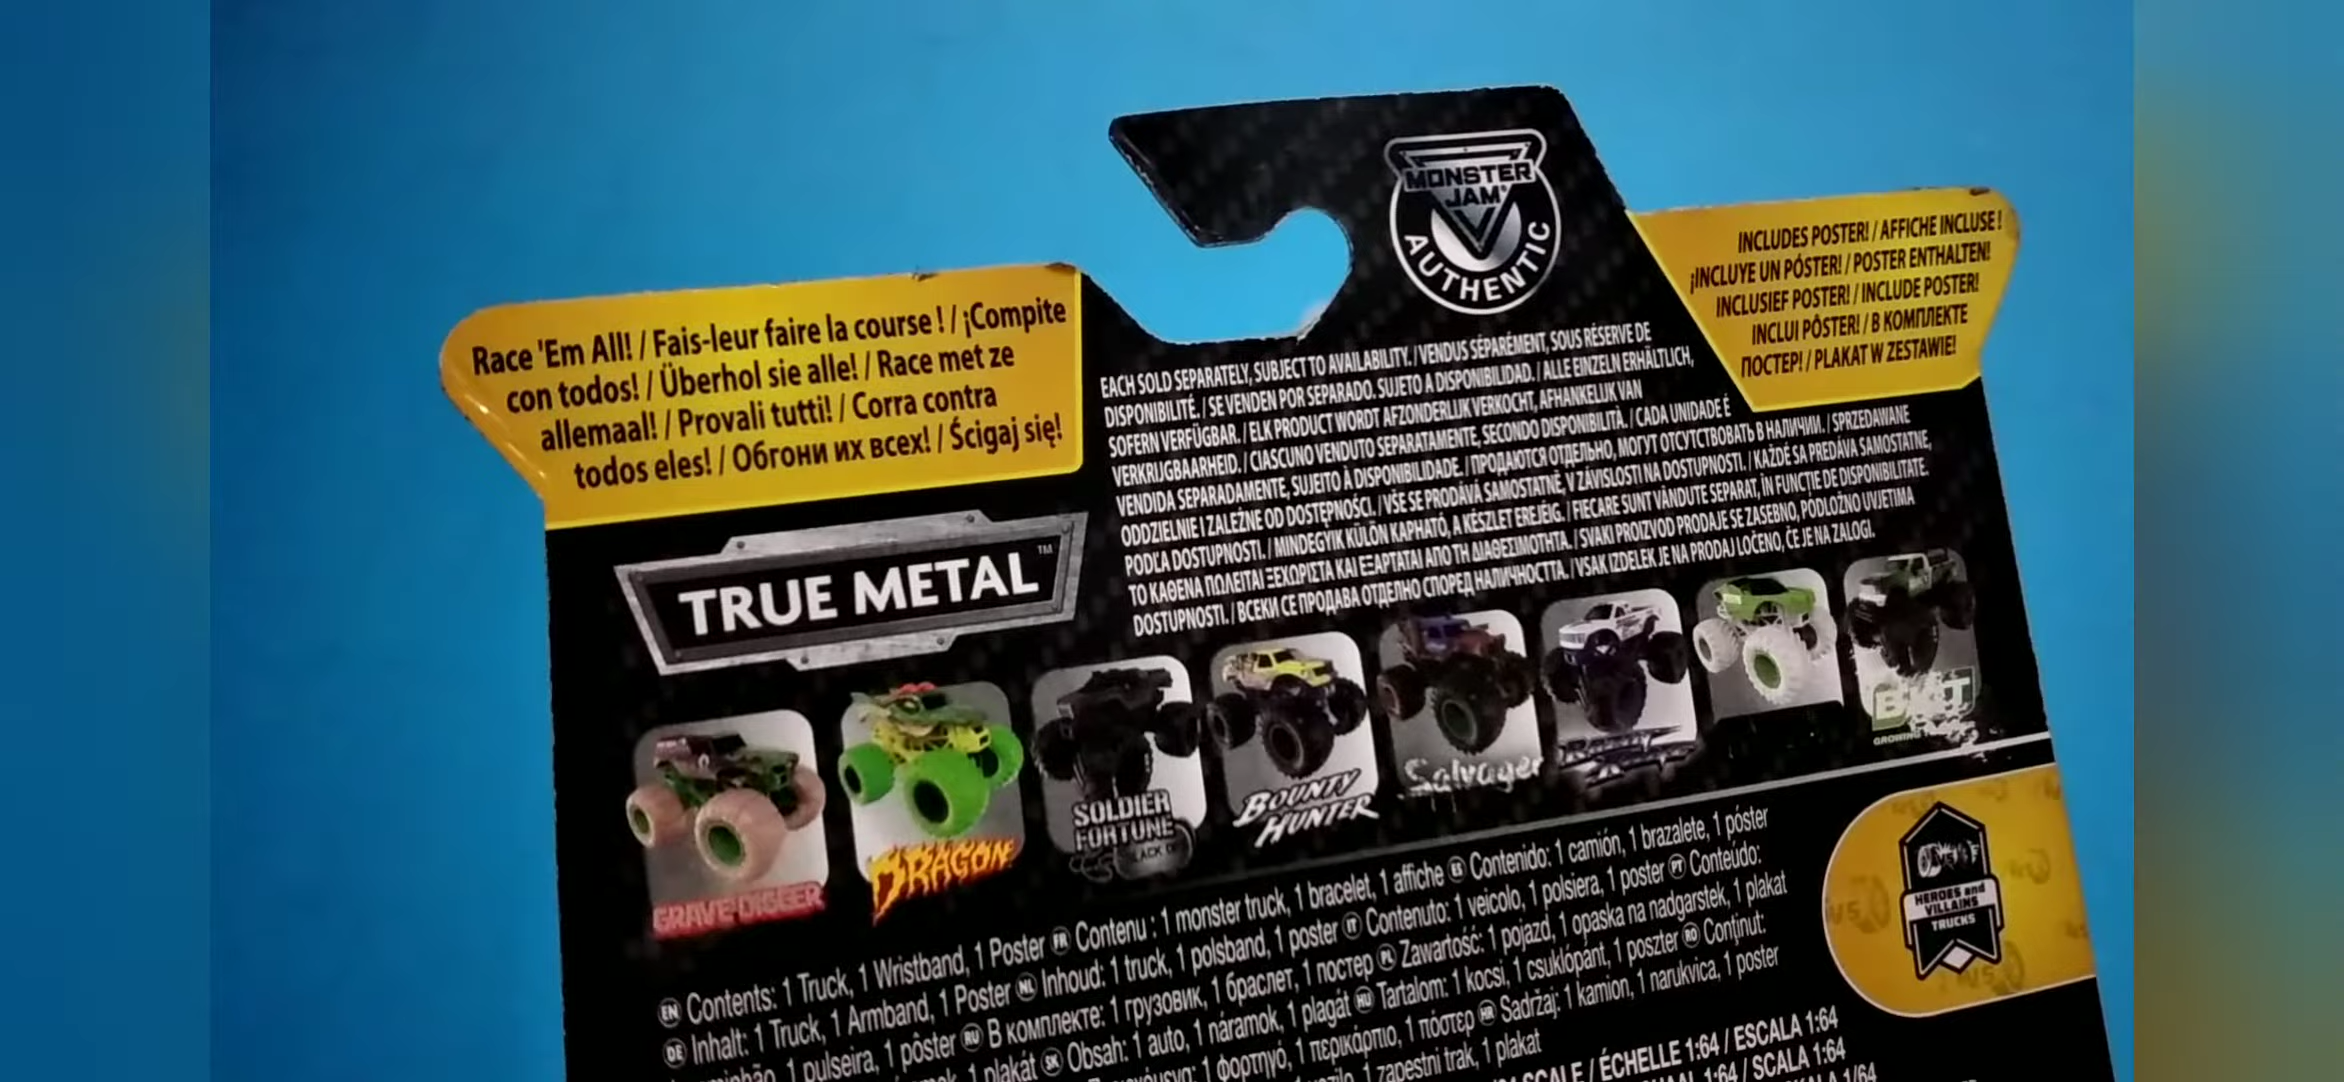 MONSTER
JAM
AUTHENTIC
Race 'Em All! / Fais-leur faire la course ! / ¡Compite
con todos! / Überhol sie alle! / Race met ze
allemaal! / Provali tutti! / Corra contra
todos eles! / Обгони их всех! / Ścigaj się!
INCLUDES POSTER! / AFFICHE INCLUSE !
¡INCLUYE UN PÓSTER! / POSTER ENTHALTEN!
INCLUSIEF POSTER! / INCLUDE POSTER!
INCLUI PÔSTER! / В КОМПЛЕКТЕ
ПОСТЕР! / PLAKAT W ZESTAWIE!
EACH SOLD SEPARATELY, SUBJECT TO AVAILABILITY. / VENDUS SÉPARÉMENT, SOUS RÉSERVE DE
DISPONIBILITÉ. / SE VENDEN POR SEPARADO. SUJETO A DISPONIBILIDAD. / ALLE EINZELN ERHÄLTLICH,
SOFERN VERFÜGBAR. / ELK PRODUCT WORDT AFZONDERLIJK VERKOCHT, AFHANKELIJK VAN
VERKRIJGBAARHEID. / CIASCUNO VENDUTO SEPARATAMENTE, SECONDO DISPONIBILITÀ. / CADA UNIDADE É
VENDIDA SEPARADAMENTE, SUJEITO À DISPONIBILIDADE. / ПРОДАЮТСЯ ОТДЕЛЬНО, МОГУТ ОТСУТСТВОВАТЬ В НАЛИЧИИ. / SPRZEDAWANE
ODDZIELNIE I ZALEŻNE OD DOSTĘPNOŚCI. / VŠE SE PRODÁVÁ SAMOSTATNĚ, V ZÁVISLOSTI NA DOSTUPNOSTI. / KAŽDÉ SA PREDÁVA SAMOSTATNE,
PODĽA DOSTUPNOSTI. / MINDEGYIK KÜLÖN KAPHATÓ, A KÉSZLET EREJÉIG. / FIECARE SUNT VÂNDUTE SEPARAT, ÎN FUNCȚIE DE DISPONIBILITATE.
ΤΟ ΚΑΘΕΝΑ ΠΩΛΕΙΤΑΙ ΞΕΧΩΡΙΣΤΑ ΚΑΙ ΕΞΑΡΤΑΤΑΙ ΑΠΟ ΤΗ ΔΙΑΘΕΣΙΜΟΤΗΤΑ. / SVAKI PROIZVOD PRODAJE SE ZASEBNO, PODLOŽNO UVJETIMA
DOSTUPNOSTI. / ВСЕКИ СЕ ПРОДАВА ОТДЕЛНО СПОРЕД НАЛИЧНОСТТА. / VSAK IZDELEK JE NA PRODAJ LOČENO, ČE JE NA ZALOGI.
TRUE METAL™
GRAVE DIGGER
DRAGON
SOLDIER
FORTUNE
BLACK
BOUNTY
HUNTER
Salvager
GROWING
HEROES and
VILLAINS
TRUCKS
EN Contents: 1 Truck, 1 Wristband, 1 Poster FR Contenu : 1 monster truck, 1 bracelet, 1 affiche ES Contenido: 1 camión, 1 brazalete, 1 póster
DE Inhalt: 1 Truck, 1 Armband, 1 Poster NL Inhoud: 1 truck, 1 polsband, 1 poster IT Contenuto: 1 veicolo, 1 polsiera, 1 poster PT Conteúdo:
1 pulseira, 1 pôster RU В комплекте: 1 грузовик, 1 браслет, 1 постер PL Zawartość: 1 pojazd, 1 opaska na nadgarstek, 1 plakat
1 plakát SK Obsah: 1 auto, 1 náramok, 1 plagát HU Tartalom: 1 kocsi, 1 csuklópánt, 1 poszter RO Conținut:
1 φορτηγό, 1 περικάρπιο, 1 πόστερ HR Sadržaj: 1 kamion, 1 narukvica, 1 poster
1 zapestni trak, 1 plakat
SCALE / ÉCHELLE 1:64 / ESCALA 1:64
1:64 / SCALA 1:64
1/64